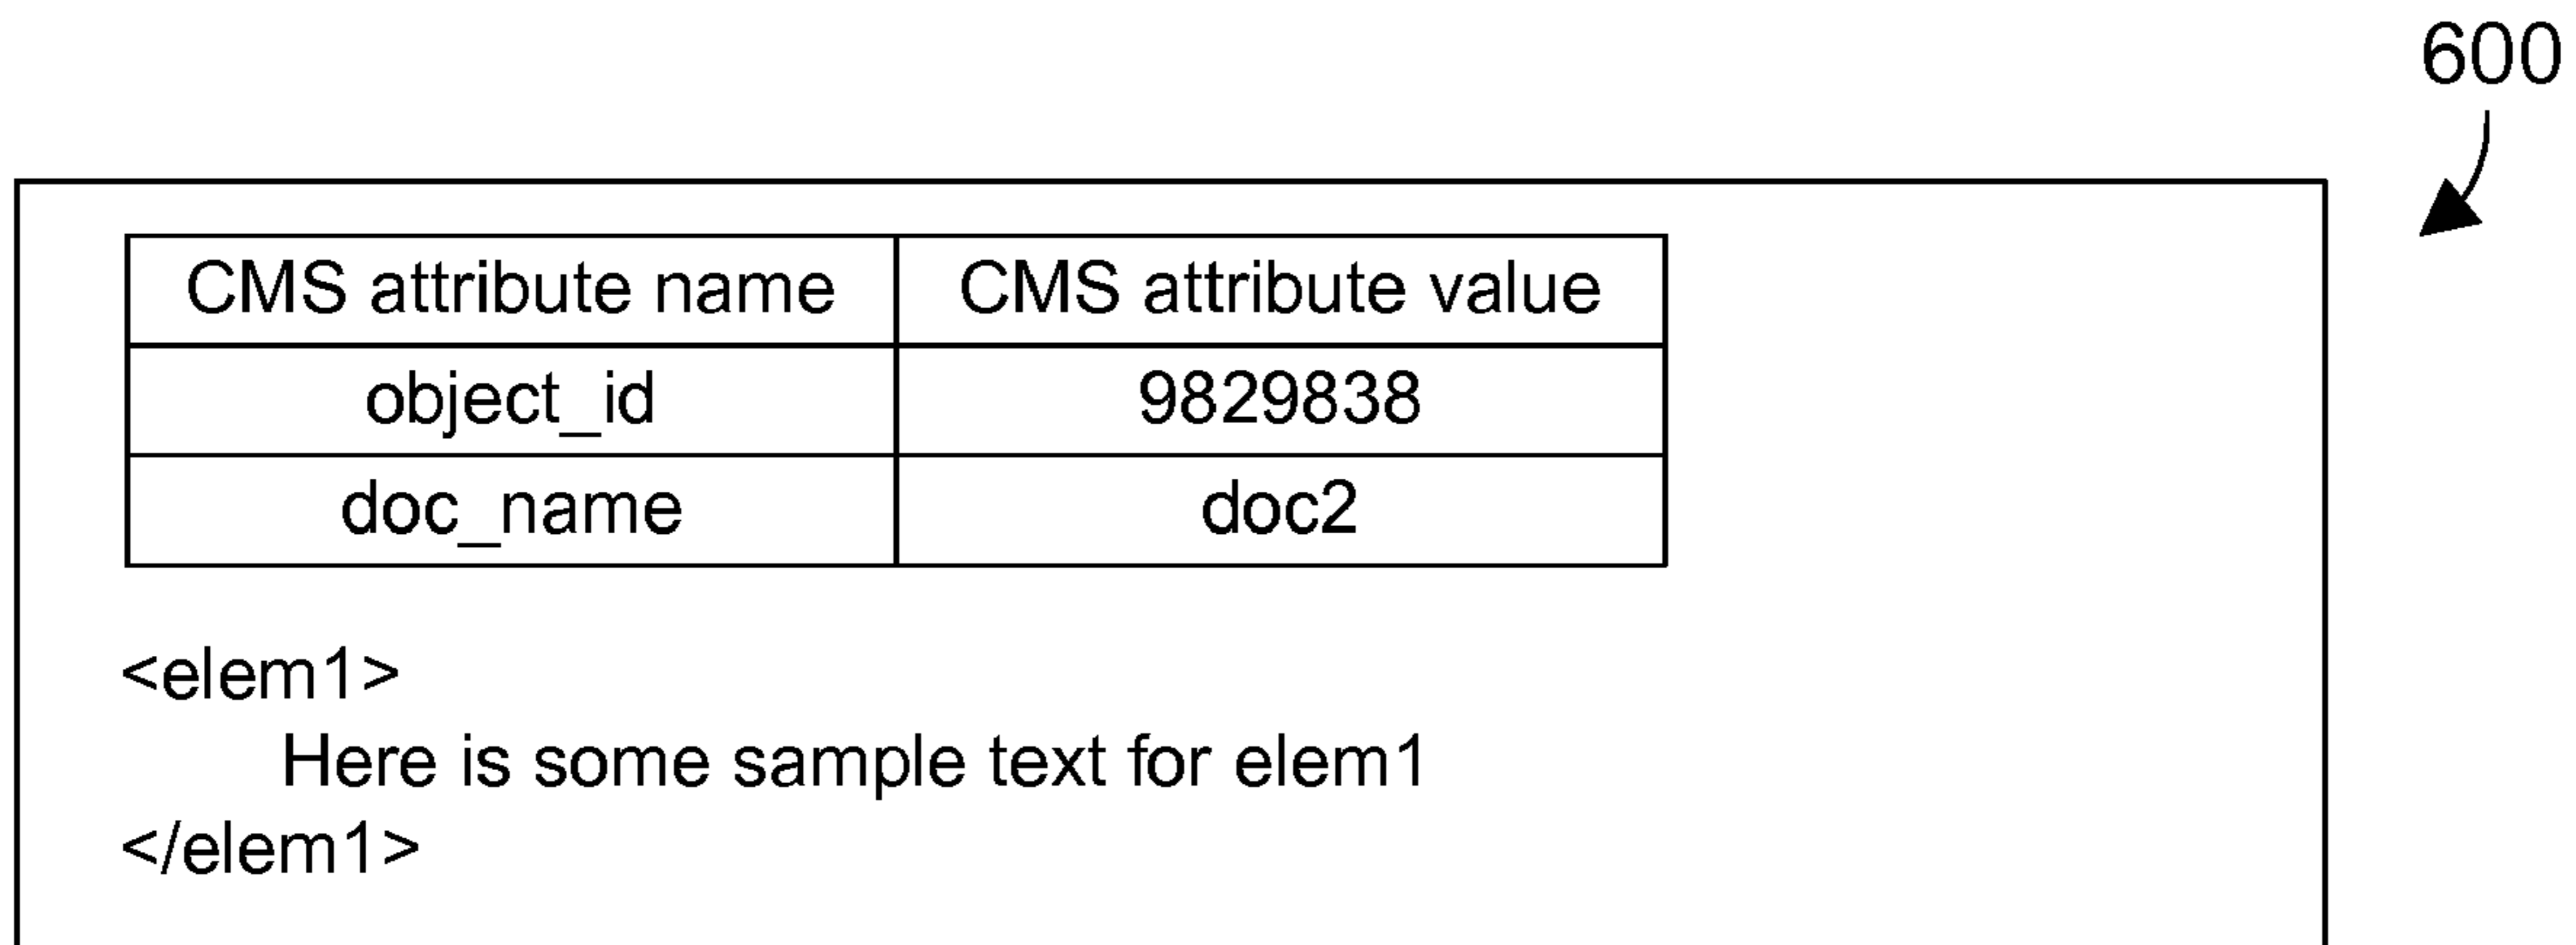 600
CMS attribute name CMS attribute value
object_id 9829838
doc_name doc2
<elem1>
Here is some sample text for elem1
</elem1>